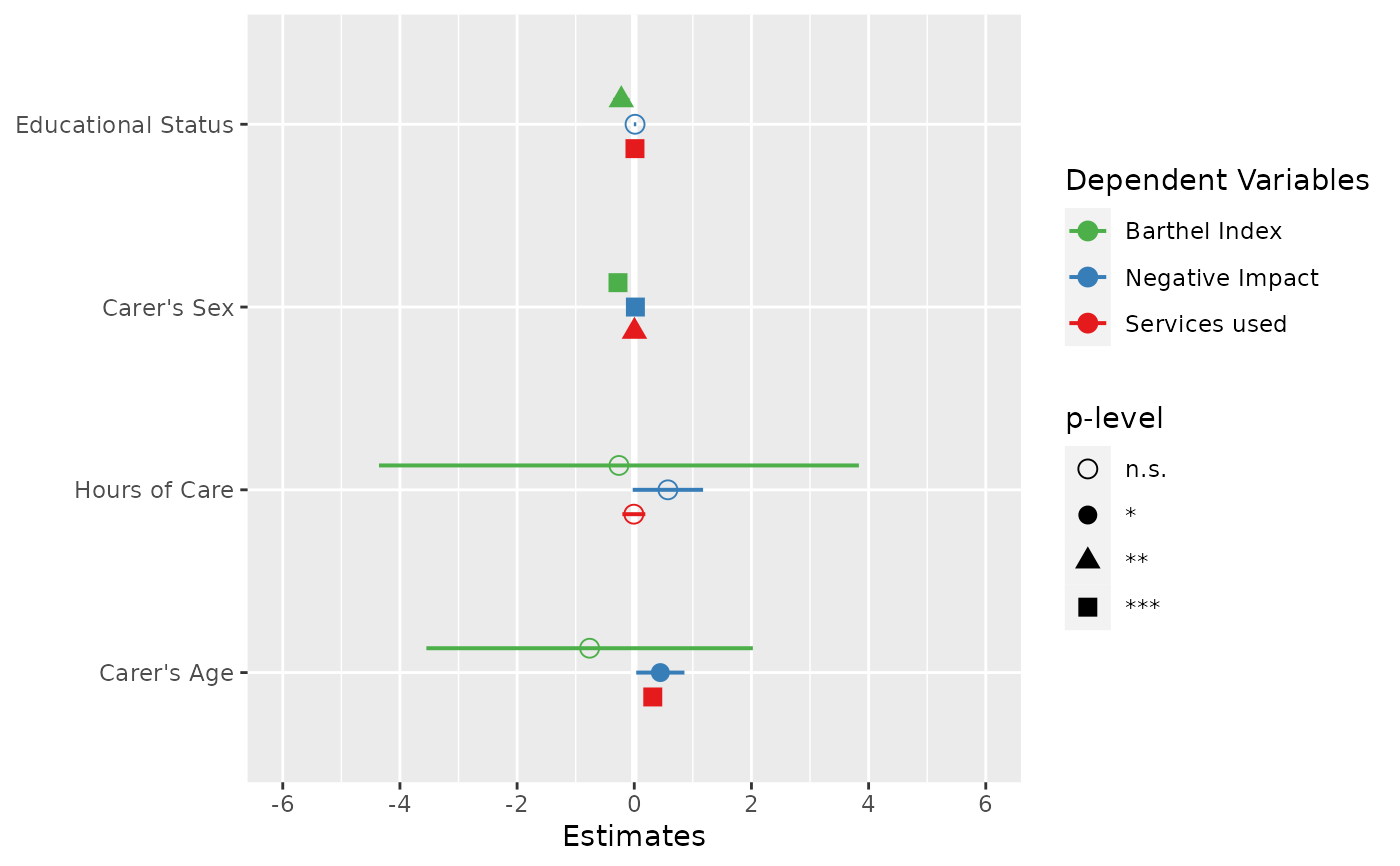 Educational Status
Carer's Sex
Hours of Care
Carer's Age
-6 -4 -2 0 2 4 6
Estimates
Dependent Variables
Barthel Index
Negative Impact
Services used
p-level
n.s.
*
**
***